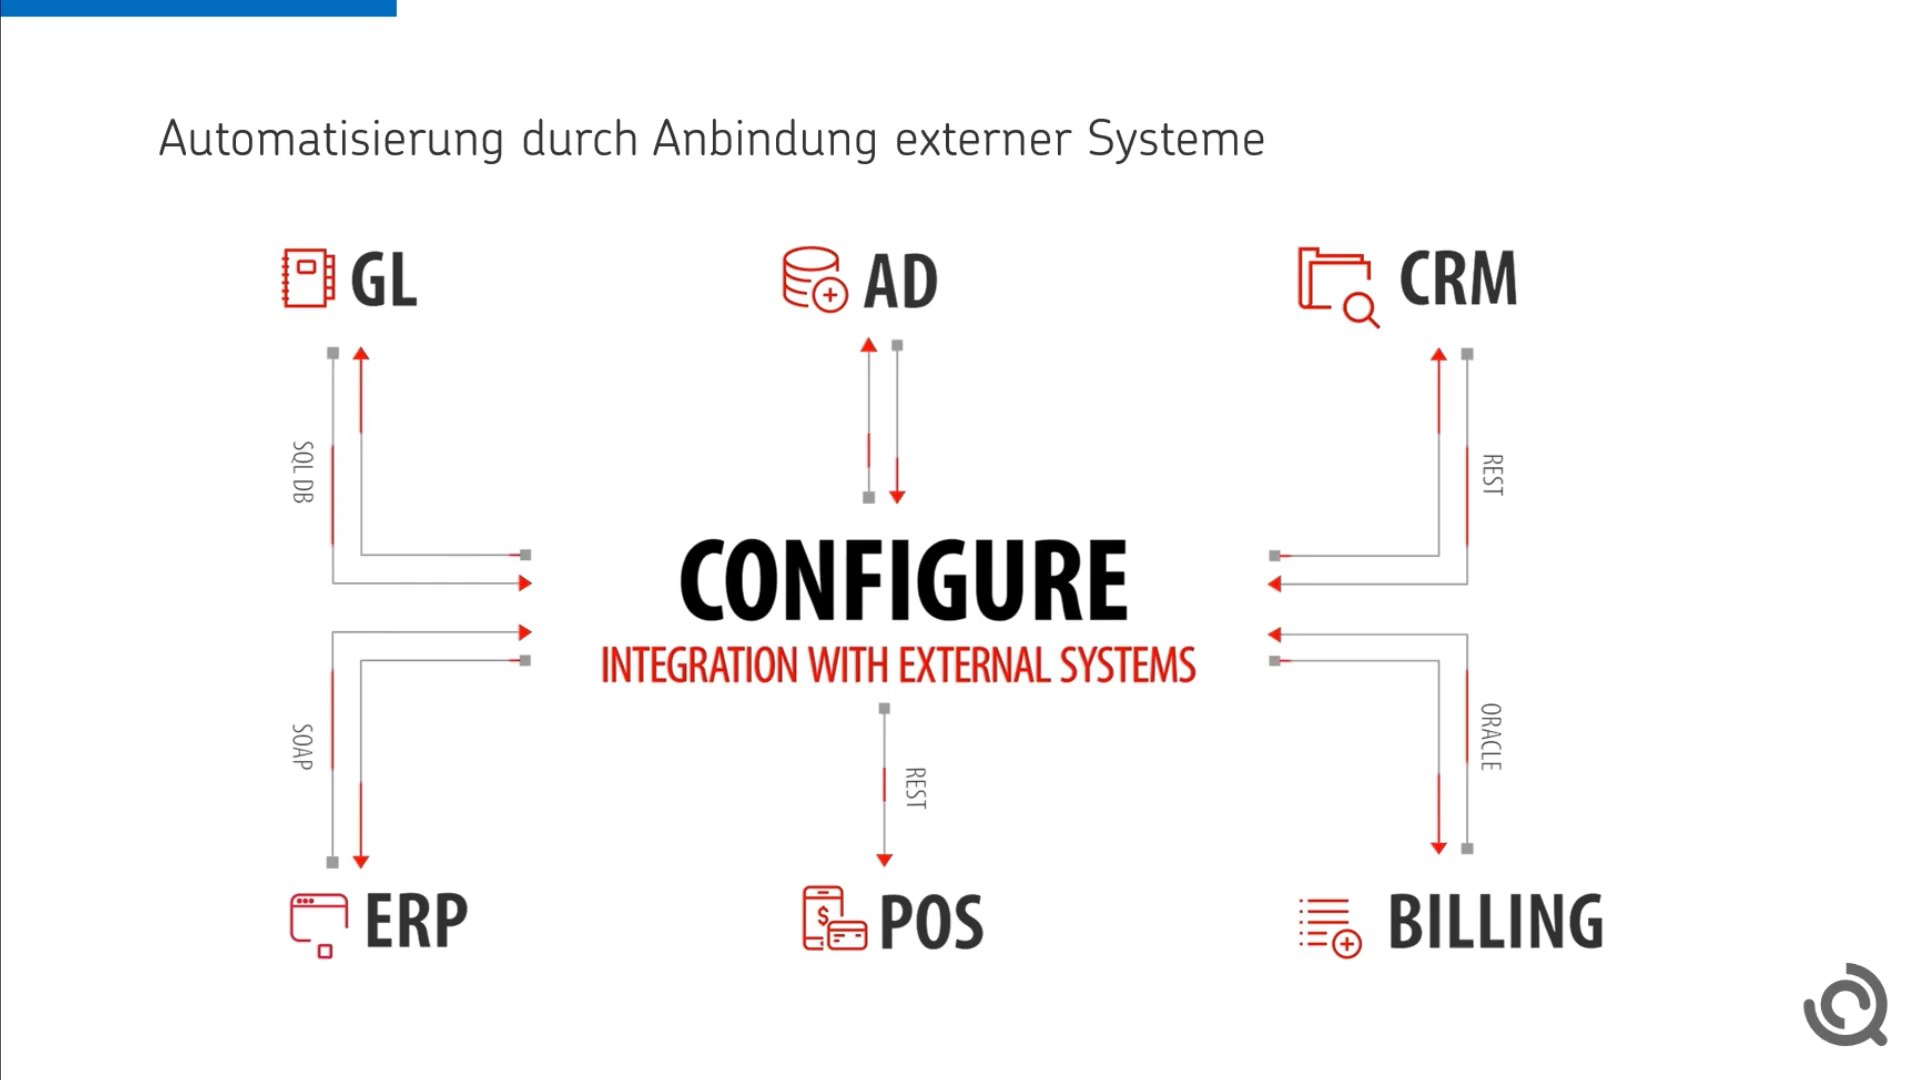 Automatisierung durch Anbindung externer Systeme
GL
AD
CRM
SQL DB
REST
CONFIGURE
INTEGRATION WITH EXTERNAL SYSTEMS
SOAP
REST
ORACLE
ERP
$
POS
BILLING